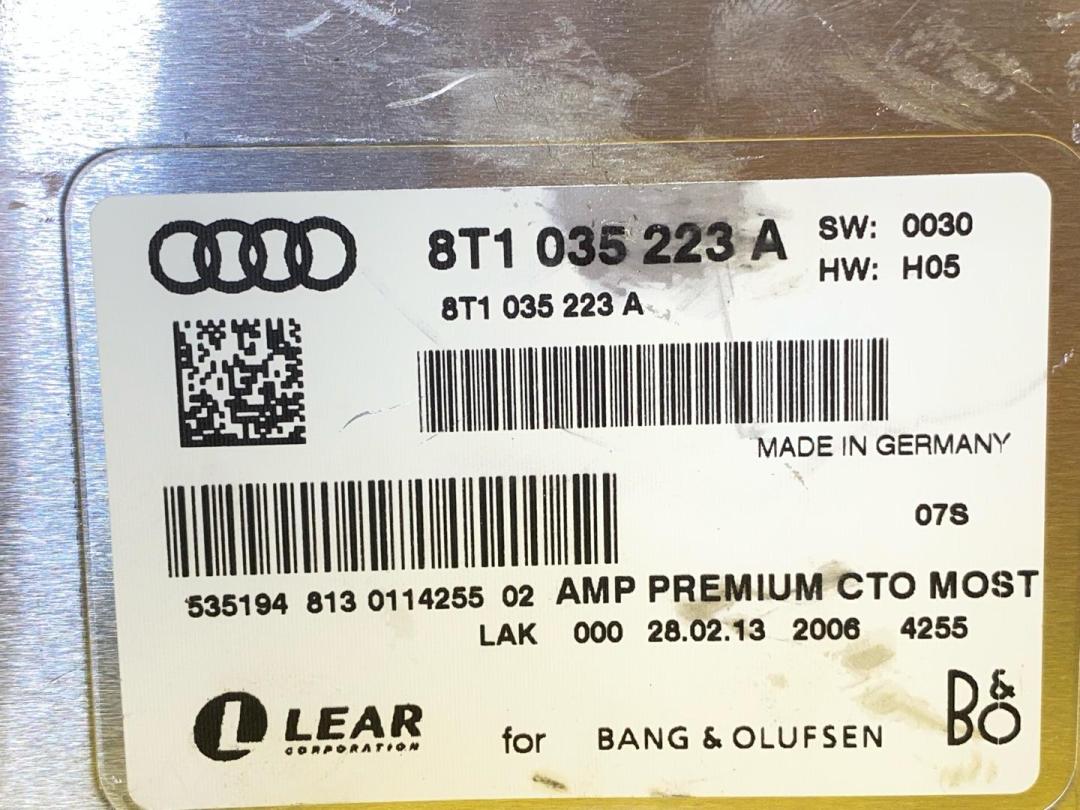 8T1 035 223 A SW: 0030
HW: H05
8T1 035 223 A
MADE IN GERMANY
07S
535194 813 0114255 02 AMP PREMIUM CTO MOST
LAK 000 28.02.13 2006 4255
L LEAR
CORPORATION
for BANG & OLUFSEN
B&O